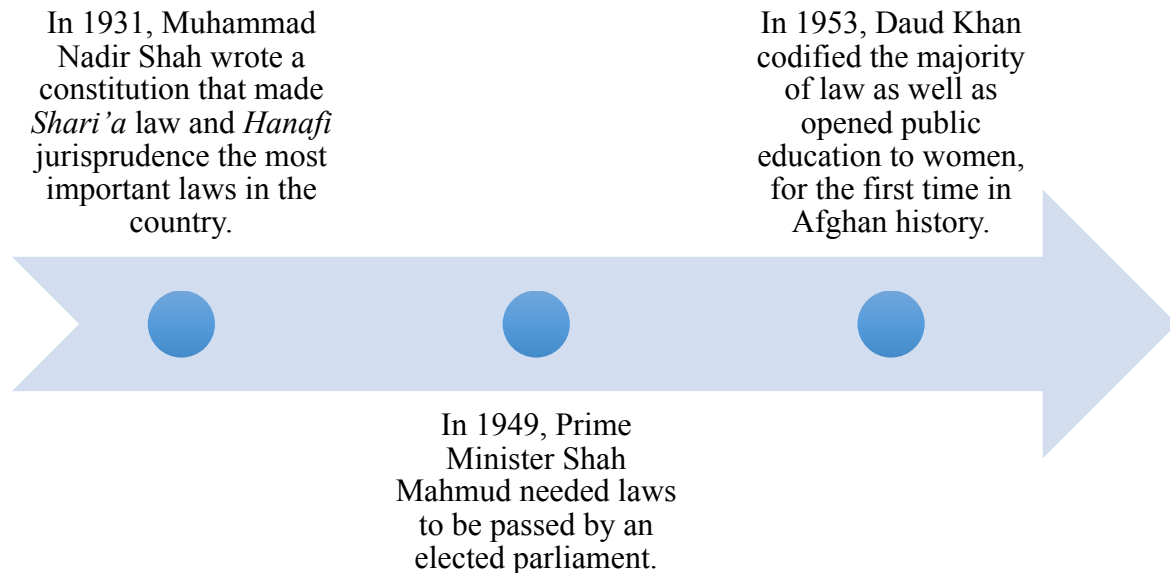 In 1931, Muhammad
Nadir Shah wrote a
constitution that made
Shari’a law and Hanafi
jurisprudence the most
important laws in the
country.
In 1949, Prime
Minister Shah
Mahmud needed laws
to be passed by an
elected parliament.
In 1953, Daud Khan
codified the majority
of law as well as
opened public
education to women,
for the first time in
Afghan history.